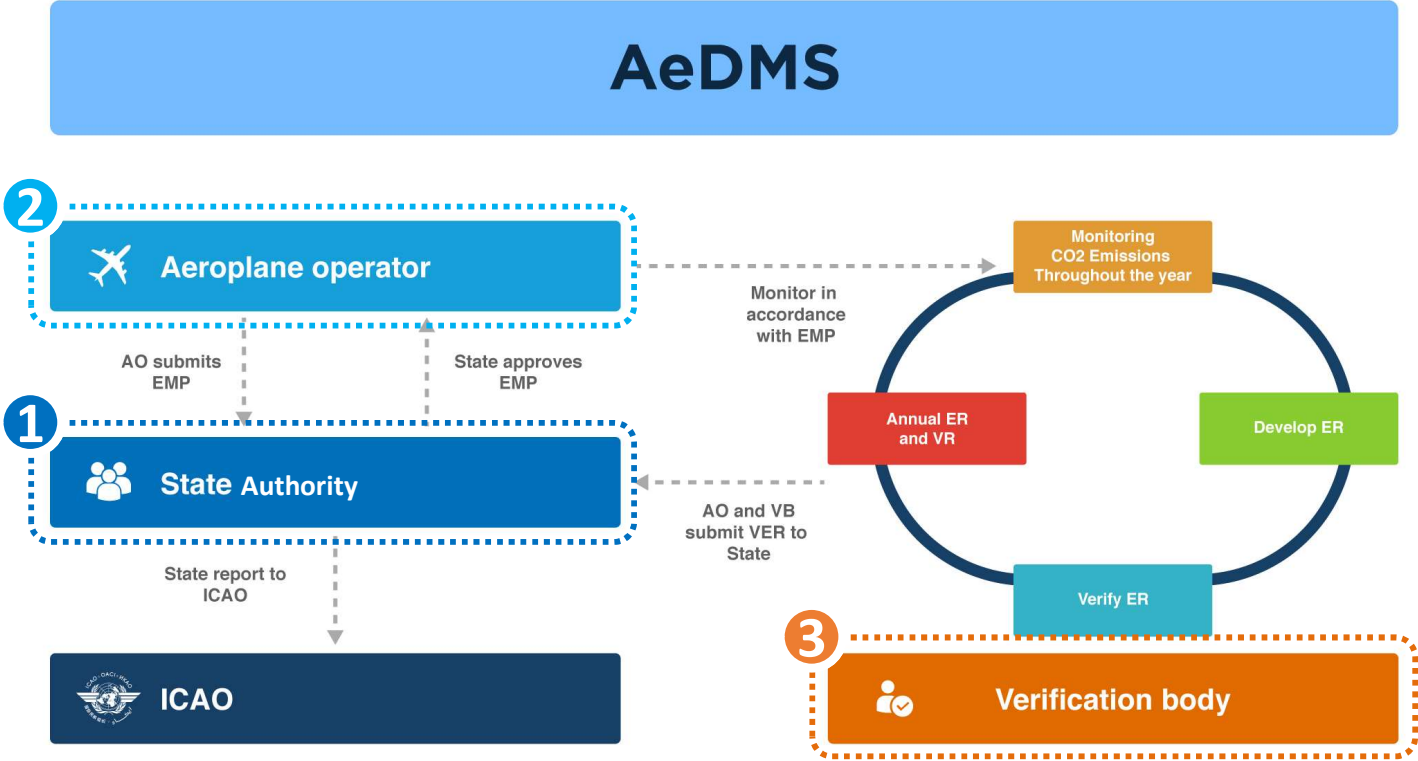 AeDMS
2
Aeroplane operator
Monitor in
accordance
with EMP
Monitoring
CO2 Emissions
Throughout the year
AO submits
EMP
State approves
EMP
1
State Authority
Annual ER
and VR
Develop ER
AO and VB
submit VER to
State
State report to
ICAO
Verify ER
3
ICAO
Verification body